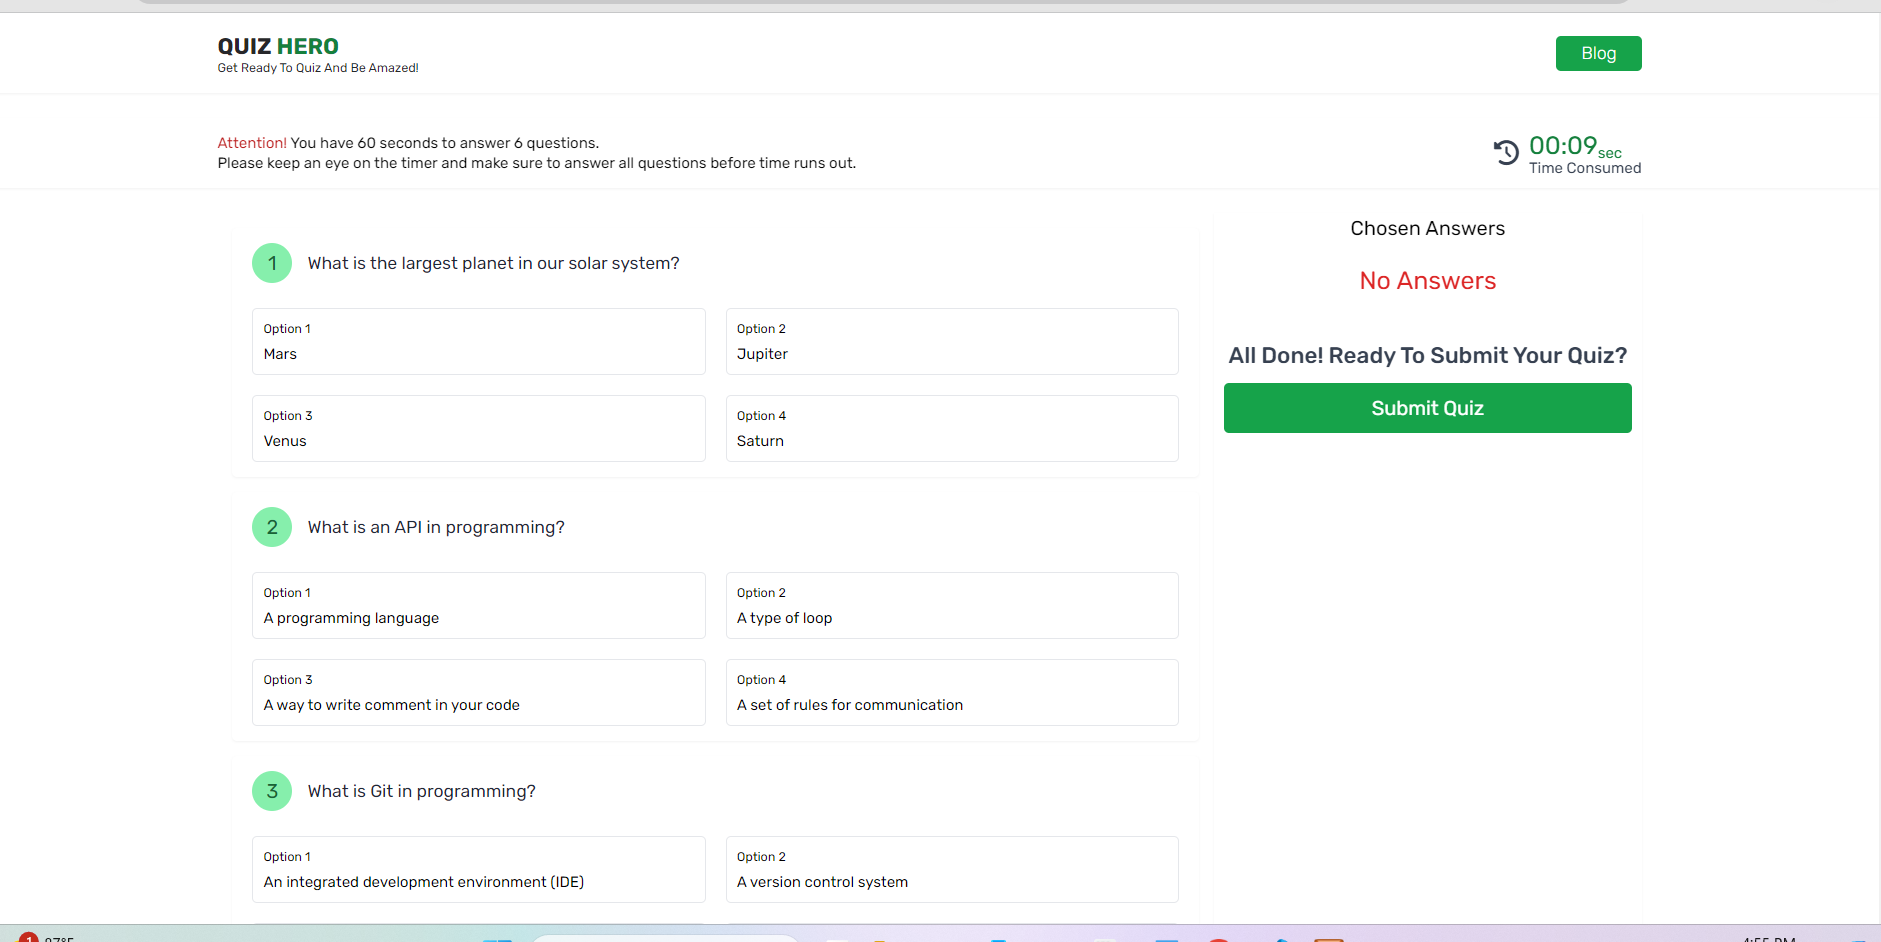 QUIZ HERO
Get Ready To Quiz And Be Amazed!
Blog
Attention! You have 60 seconds to answer 6 questions.
Please keep an eye on the timer and make sure to answer all questions before time runs out.
00:09sec
Time Consumed
1 What is the largest planet in our solar system?
Option 1
Mars
Option 2
Jupiter
Option 3
Venus
Option 4
Saturn
2 What is an API in programming?
Option 1
A programming language
Option 2
A type of loop
Option 3
A way to write comment in your code
Option 4
A set of rules for communication
3 What is Git in programming?
Option 1
An integrated development environment (IDE)
Option 2
A version control system
Chosen Answers
No Answers
All Done! Ready To Submit Your Quiz?
Submit Quiz